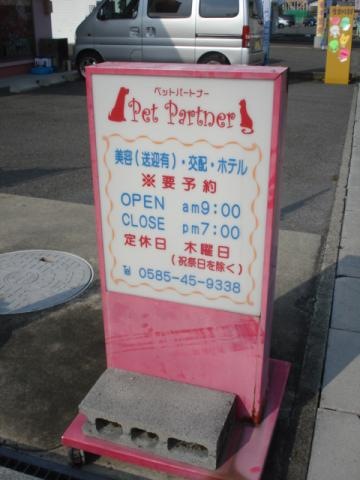 ペットパートナー
Pet Partner
美容(送迎有)・交配・ホテル
※要予約
OPEN am9:00
CLOSE pm7:00
定休日 木曜日
(祝祭日を除く)
℡ 0585-45-9338